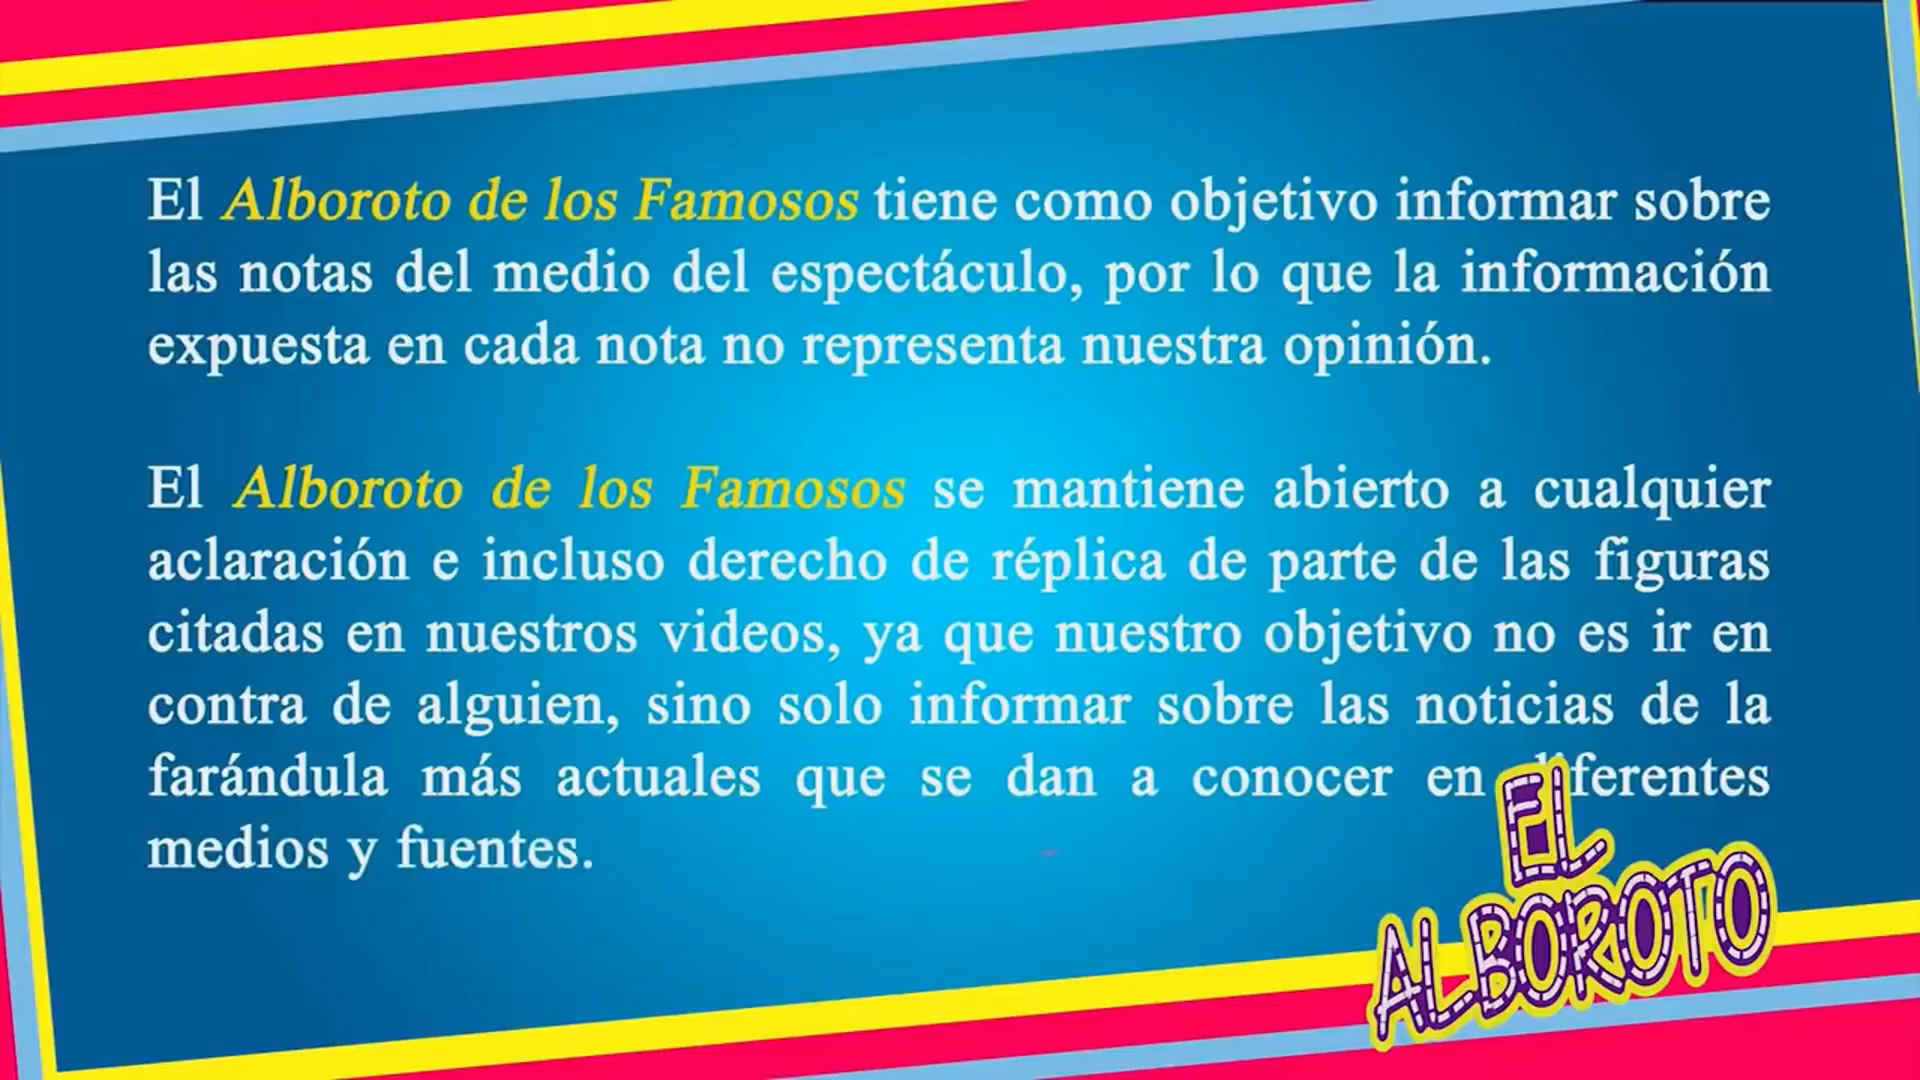 El Alboroto de los Famosos tiene como objetivo informar sobre
las notas del medio del espectáculo, por lo que la información
expuesta en cada nota no representa nuestra opinión.
El Alboroto de los Famosos se mantiene abierto a cualquier
aclaración e incluso derecho de réplica de parte de las figuras
citadas en nuestros videos, ya que nuestro objetivo no es ir en
contra de alguien, sino solo informar sobre las noticias de la
farándula más actuales que se dan a conocer en diferentes
medios y fuentes.
EL
ALBOROTO